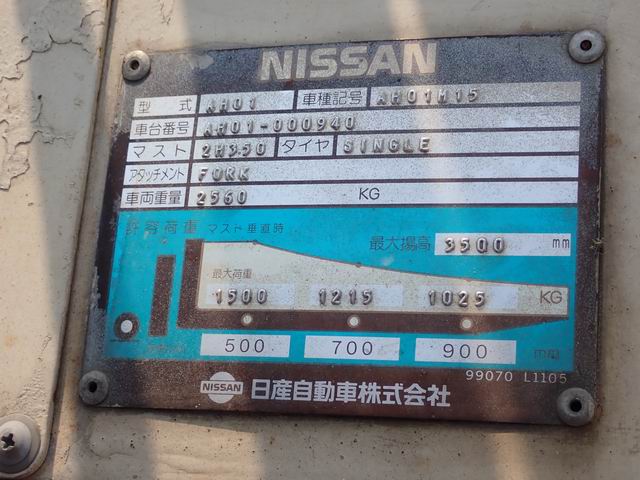 NISSAN
型式 AH01 車種記号 AH01M15
車台番号 AH01-000940
マスト 2H350 タイヤ SINGLE
アタッチメント FORK
車両重量 2560 KG
許容荷重 マスト垂直時
最大揚高 3500 mm
最大荷重
1500 1215 1025 KG
500 700 900
99070 L1105
NISSAN 日産自動車株式会社